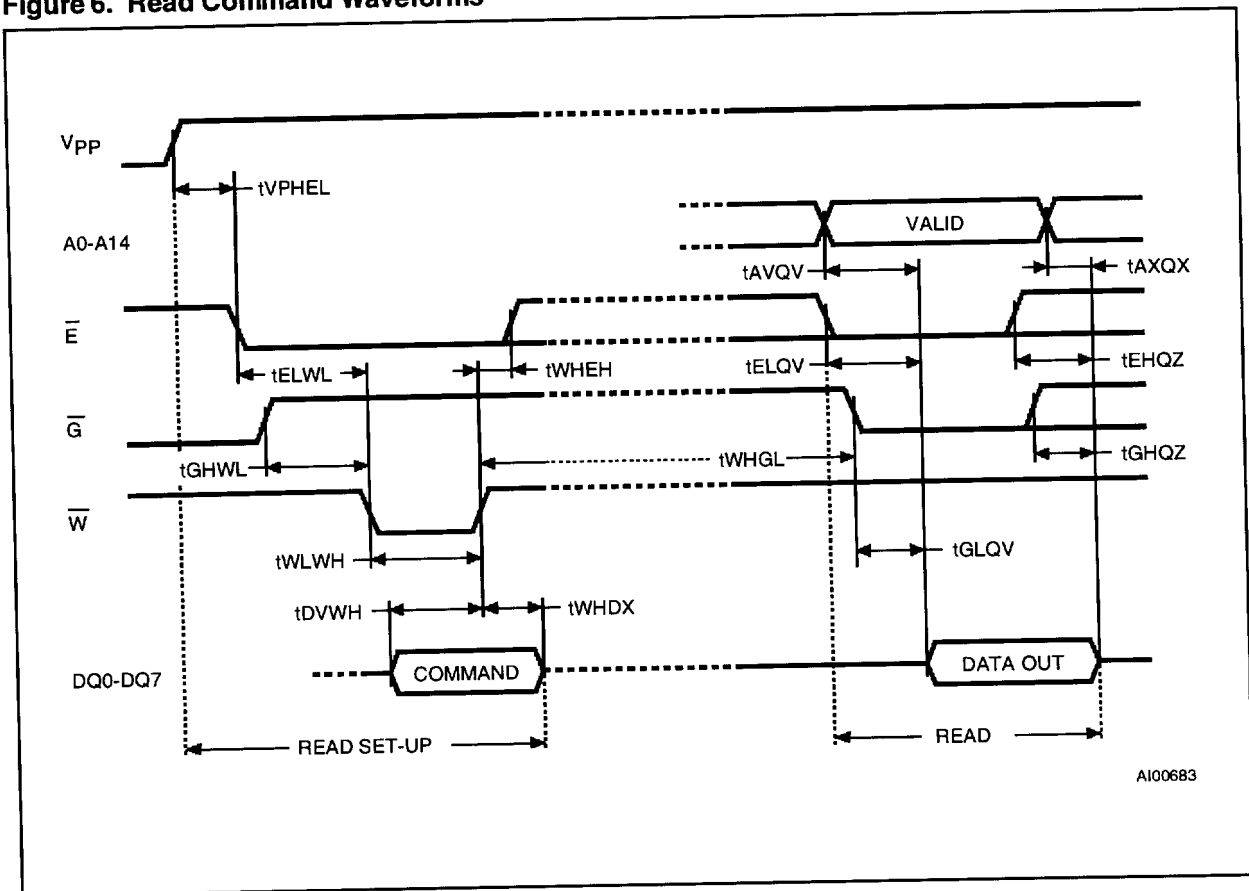 Figure 6. Read Command Waveforms
VPP
tVPHEL
A0-A14
VALID
tAVQV
tAXQX
E
tELWL
tWHEH
tELQV
tEHQZ
G
tGHWL
tWHGL
tGHQZ
W
tWLWH
tGLQV
tDVWH
tWHDX
DQ0-DQ7
COMMAND
DATA OUT
READ SET-UP
READ
AI00683